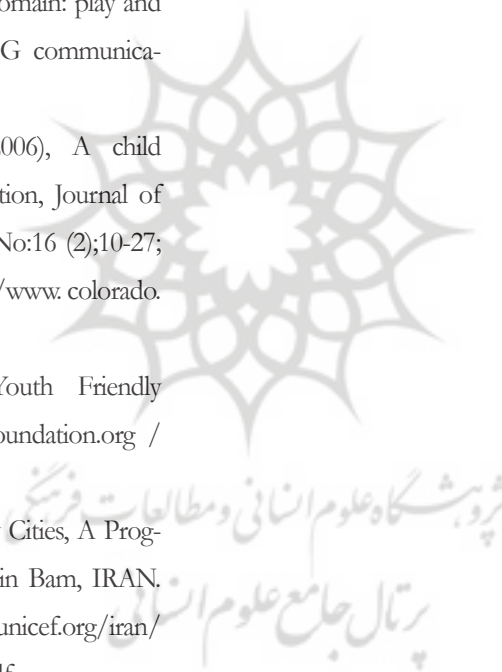 omain: play and
G communica-
006), A child
tion, Journal of
No:16 (2);10-27;
/www. colorado.
Youth Friendly
oundation.org /
پژوهشگاه علوم انسانی و مطالعات فرهنگی
Cities, A Prog-
in Bam, IRAN.
پرتال جامع علوم انسانی
unicef.org/iran/